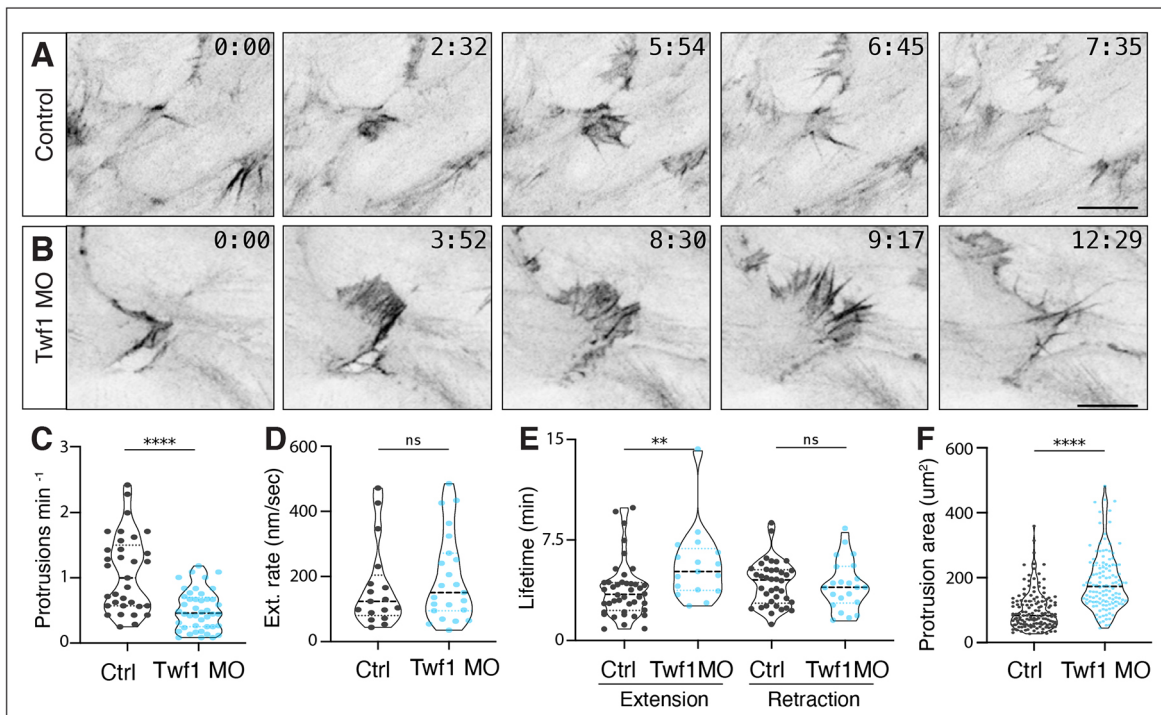 A
Control
0:00
2:32
5:54
6:45
7:35
B
Twf1 MO
0:00
3:52
8:30
9:17
12:29
C
Protrusions min -1
3
2
1
0
****
Ctrl
Twf1 MO
D
Ext. rate (nm/sec)
600
400
200
0
ns
Ctrl
Twf1 MO
E
Lifetime (min)
15
7.5
0
**
ns
Ctrl
Twf1MO
Ctrl
Twf1MO
Extension
Retraction
F
Protrusion area (um²)
600
400
200
0
****
Ctrl
Twf1 MO